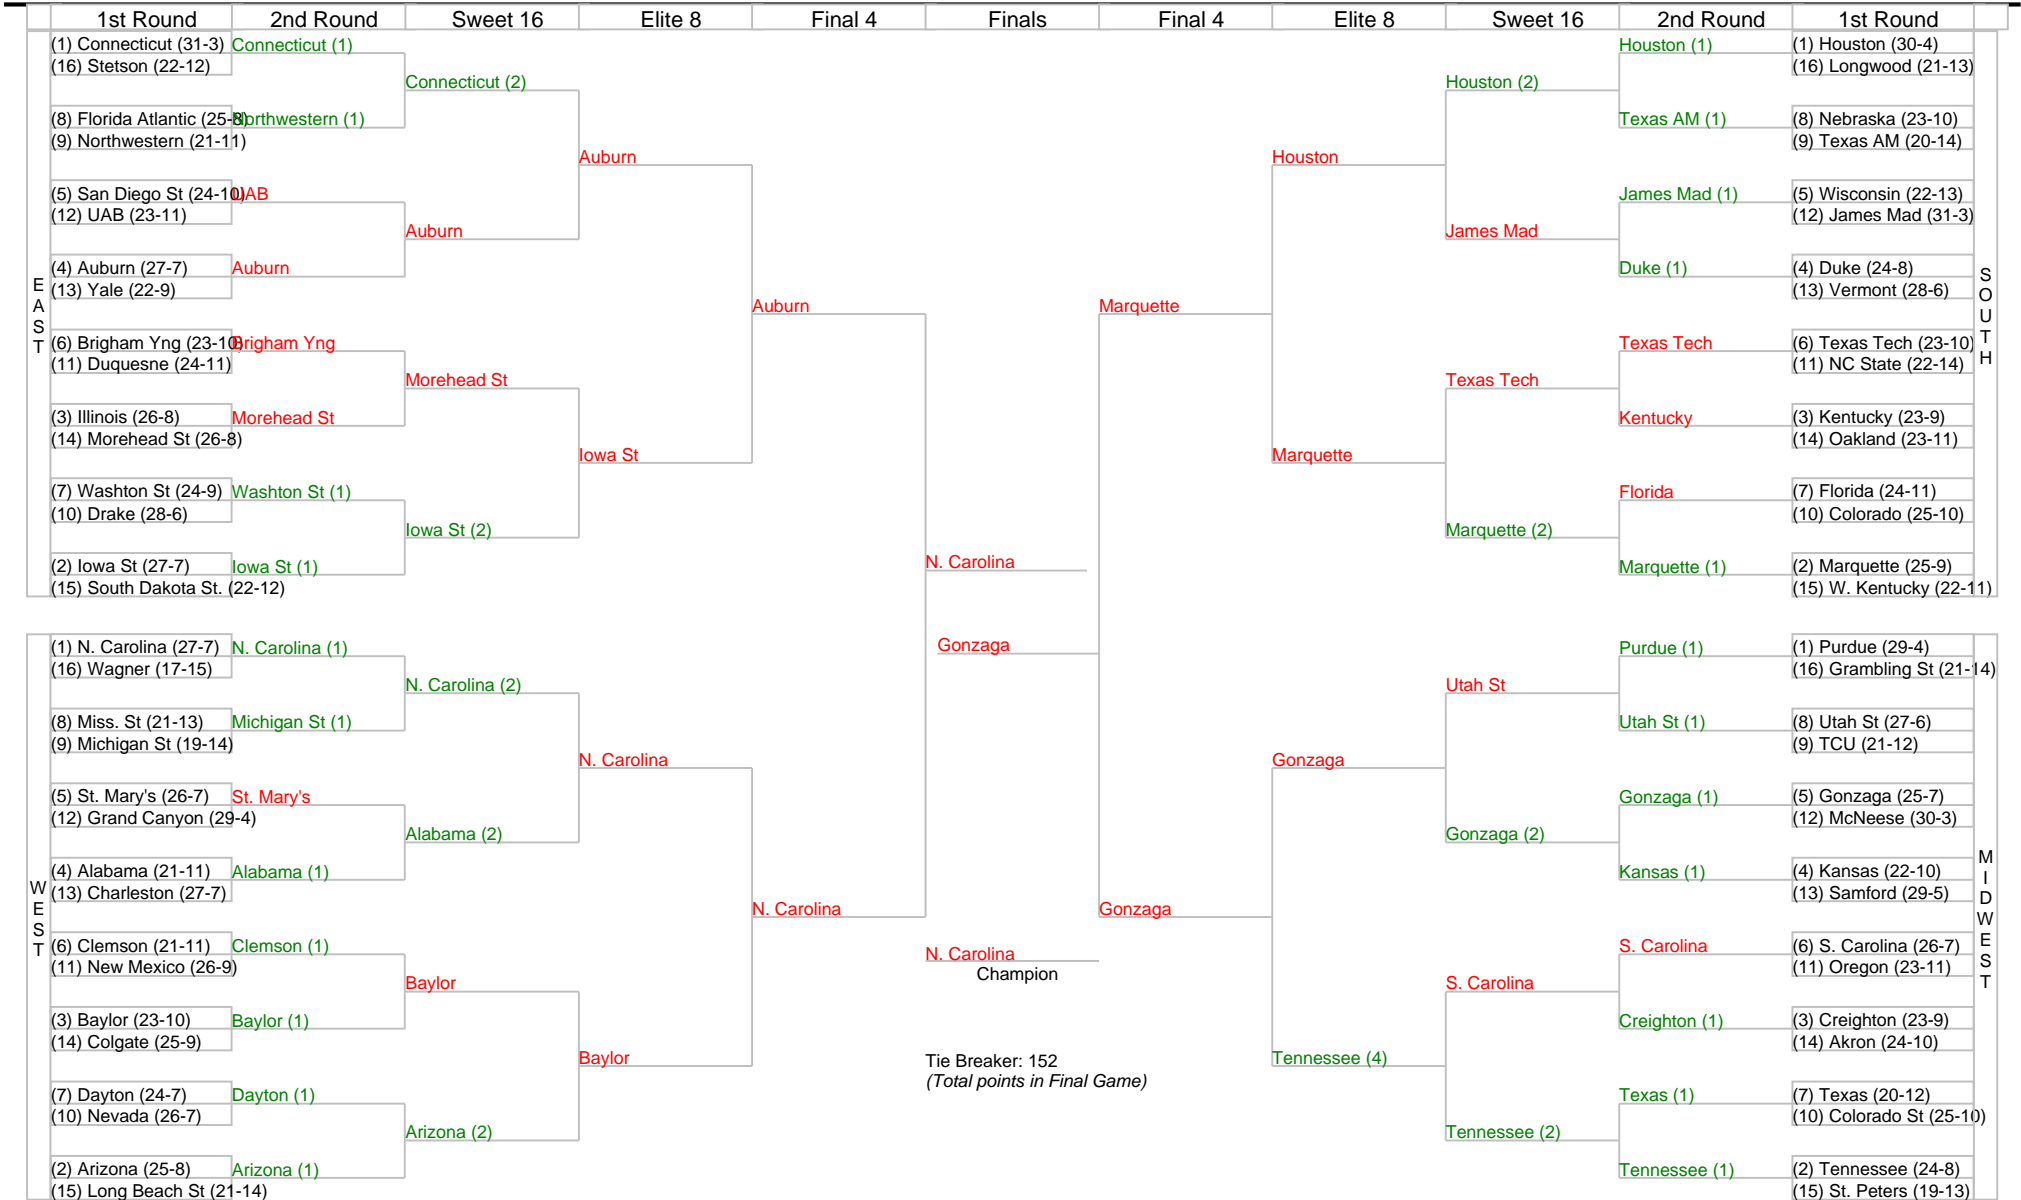 1st Round 2nd Round Sweet 16 Elite 8 Final 4 Finals Final 4 Elite 8 Sweet 16 2nd Round 1st Round
EAST
(1) Connecticut (31-3)
(16) Stetson (22-12)
(8) Florida Atlantic (25-8)
(9) Northwestern (21-11)
(5) San Diego St (24-10)
(12) UAB (23-11)
(4) Auburn (27-7)
(13) Yale (22-9)
(6) Brigham Yng (23-10)
(11) Duquesne (24-11)
(3) Illinois (26-8)
(14) Morehead St (26-8)
(7) Washton St (24-9)
(10) Drake (28-6)
(2) Iowa St (27-7)
(15) South Dakota St. (22-12)
Connecticut (1)
Northwestern (1)
UAB
Auburn
Brigham Yng
Morehead St
Washton St (1)
Iowa St (1)
Connecticut (2)
Auburn
Morehead St
Iowa St (2)
Auburn
Iowa St
Auburn
WEST
(1) N. Carolina (27-7)
(16) Wagner (17-15)
(8) Miss. St (21-13)
(9) Michigan St (19-14)
(5) St. Mary's (26-7)
(12) Grand Canyon (29-4)
(4) Alabama (21-11)
(13) Charleston (27-7)
(6) Clemson (21-11)
(11) New Mexico (26-9)
(3) Baylor (23-10)
(14) Colgate (25-9)
(7) Dayton (24-7)
(10) Nevada (26-7)
(2) Arizona (25-8)
(15) Long Beach St (21-14)
N. Carolina (1)
Michigan St (1)
St. Mary's
Alabama (1)
Clemson (1)
Baylor (1)
Dayton (1)
Arizona (1)
N. Carolina (2)
Alabama (2)
Baylor
Arizona (2)
N. Carolina
Baylor
N. Carolina
N. Carolina
Gonzaga
N. Carolina
Champion
Tie Breaker: 152
(Total points in Final Game)
Marquette
Houston
Marquette
Houston (2)
James Mad
Texas Tech
Marquette (2)
Houston (1)
Texas AM (1)
James Mad (1)
Duke (1)
Texas Tech
Kentucky
Florida
Marquette (1)
(1) Houston (30-4)
(16) Longwood (21-13)
(8) Nebraska (23-10)
(9) Texas AM (20-14)
(5) Wisconsin (22-13)
(12) James Mad (31-3)
(4) Duke (24-8)
(13) Vermont (28-6)
(6) Texas Tech (23-10)
(11) NC State (22-14)
(3) Kentucky (23-9)
(14) Oakland (23-11)
(7) Florida (24-11)
(10) Colorado (25-10)
(2) Marquette (25-9)
(15) W. Kentucky (22-11)
SOUTH
Gonzaga
Gonzaga
Tennessee (4)
Utah St
Gonzaga (2)
S. Carolina
Tennessee (2)
Purdue (1)
Utah St (1)
Gonzaga (1)
Kansas (1)
S. Carolina
Creighton (1)
Texas (1)
Tennessee (1)
(1) Purdue (29-4)
(16) Grambling St (21-14)
(8) Utah St (27-6)
(9) TCU (21-12)
(5) Gonzaga (25-7)
(12) McNeese (30-3)
(4) Kansas (22-10)
(13) Samford (29-5)
(6) S. Carolina (26-7)
(11) Oregon (23-11)
(3) Creighton (23-9)
(14) Akron (24-10)
(7) Texas (20-12)
(10) Colorado St (25-10)
(2) Tennessee (24-8)
(15) St. Peters (19-13)
MIDWEST